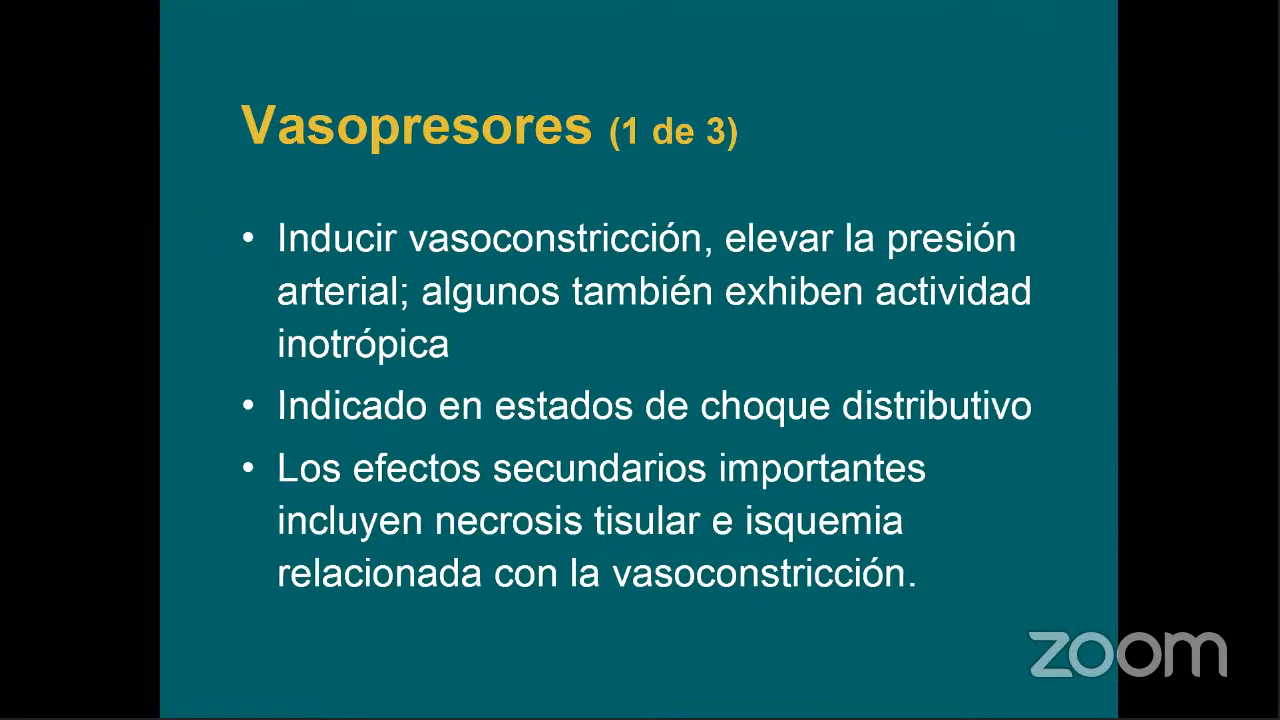 Vasopresores (1 de 3)
• Inducir vasoconstricción, elevar la presión
arterial; algunos también exhiben actividad
inotrópica
• Indicado en estados de choque distributivo
• Los efectos secundarios importantes
incluyen necrosis tisular e isquemia
relacionada con la vasoconstricción.
zoom